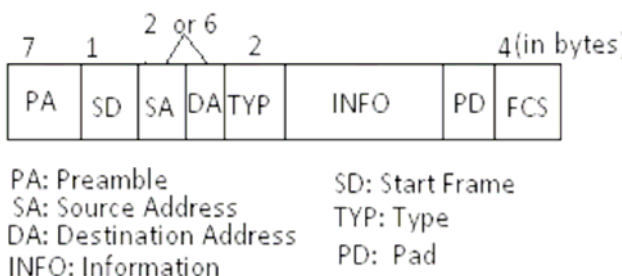 2 or 6
7 1 2 4(in bytes)
PA SD SA DA TYP INFO PD FCS
PA: Preamble SD: Start Frame
SA: Source Address TYP: Type
DA: Destination Address PD: Pad
INFO: Information